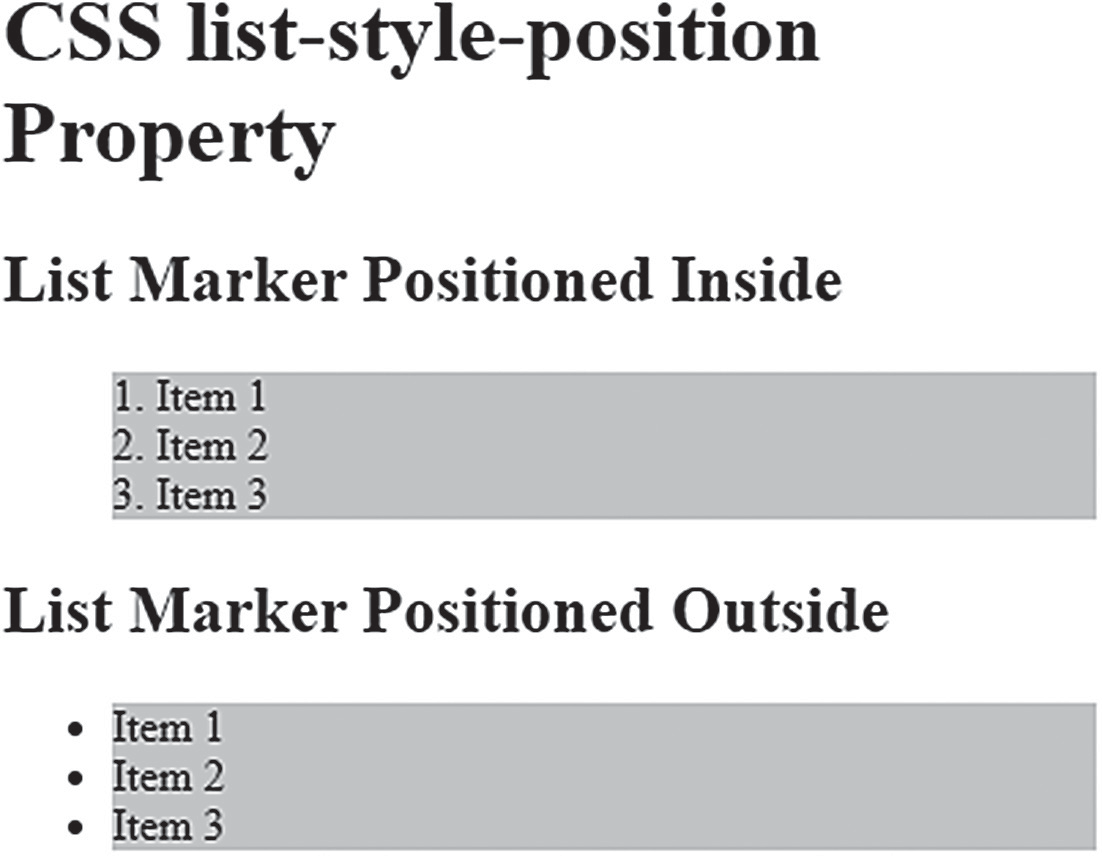 CSS list-style-position
Property
List Marker Positioned Inside
1. Item 1
2. Item 2
3. Item 3
List Marker Positioned Outside
• Item 1
• Item 2
• Item 3